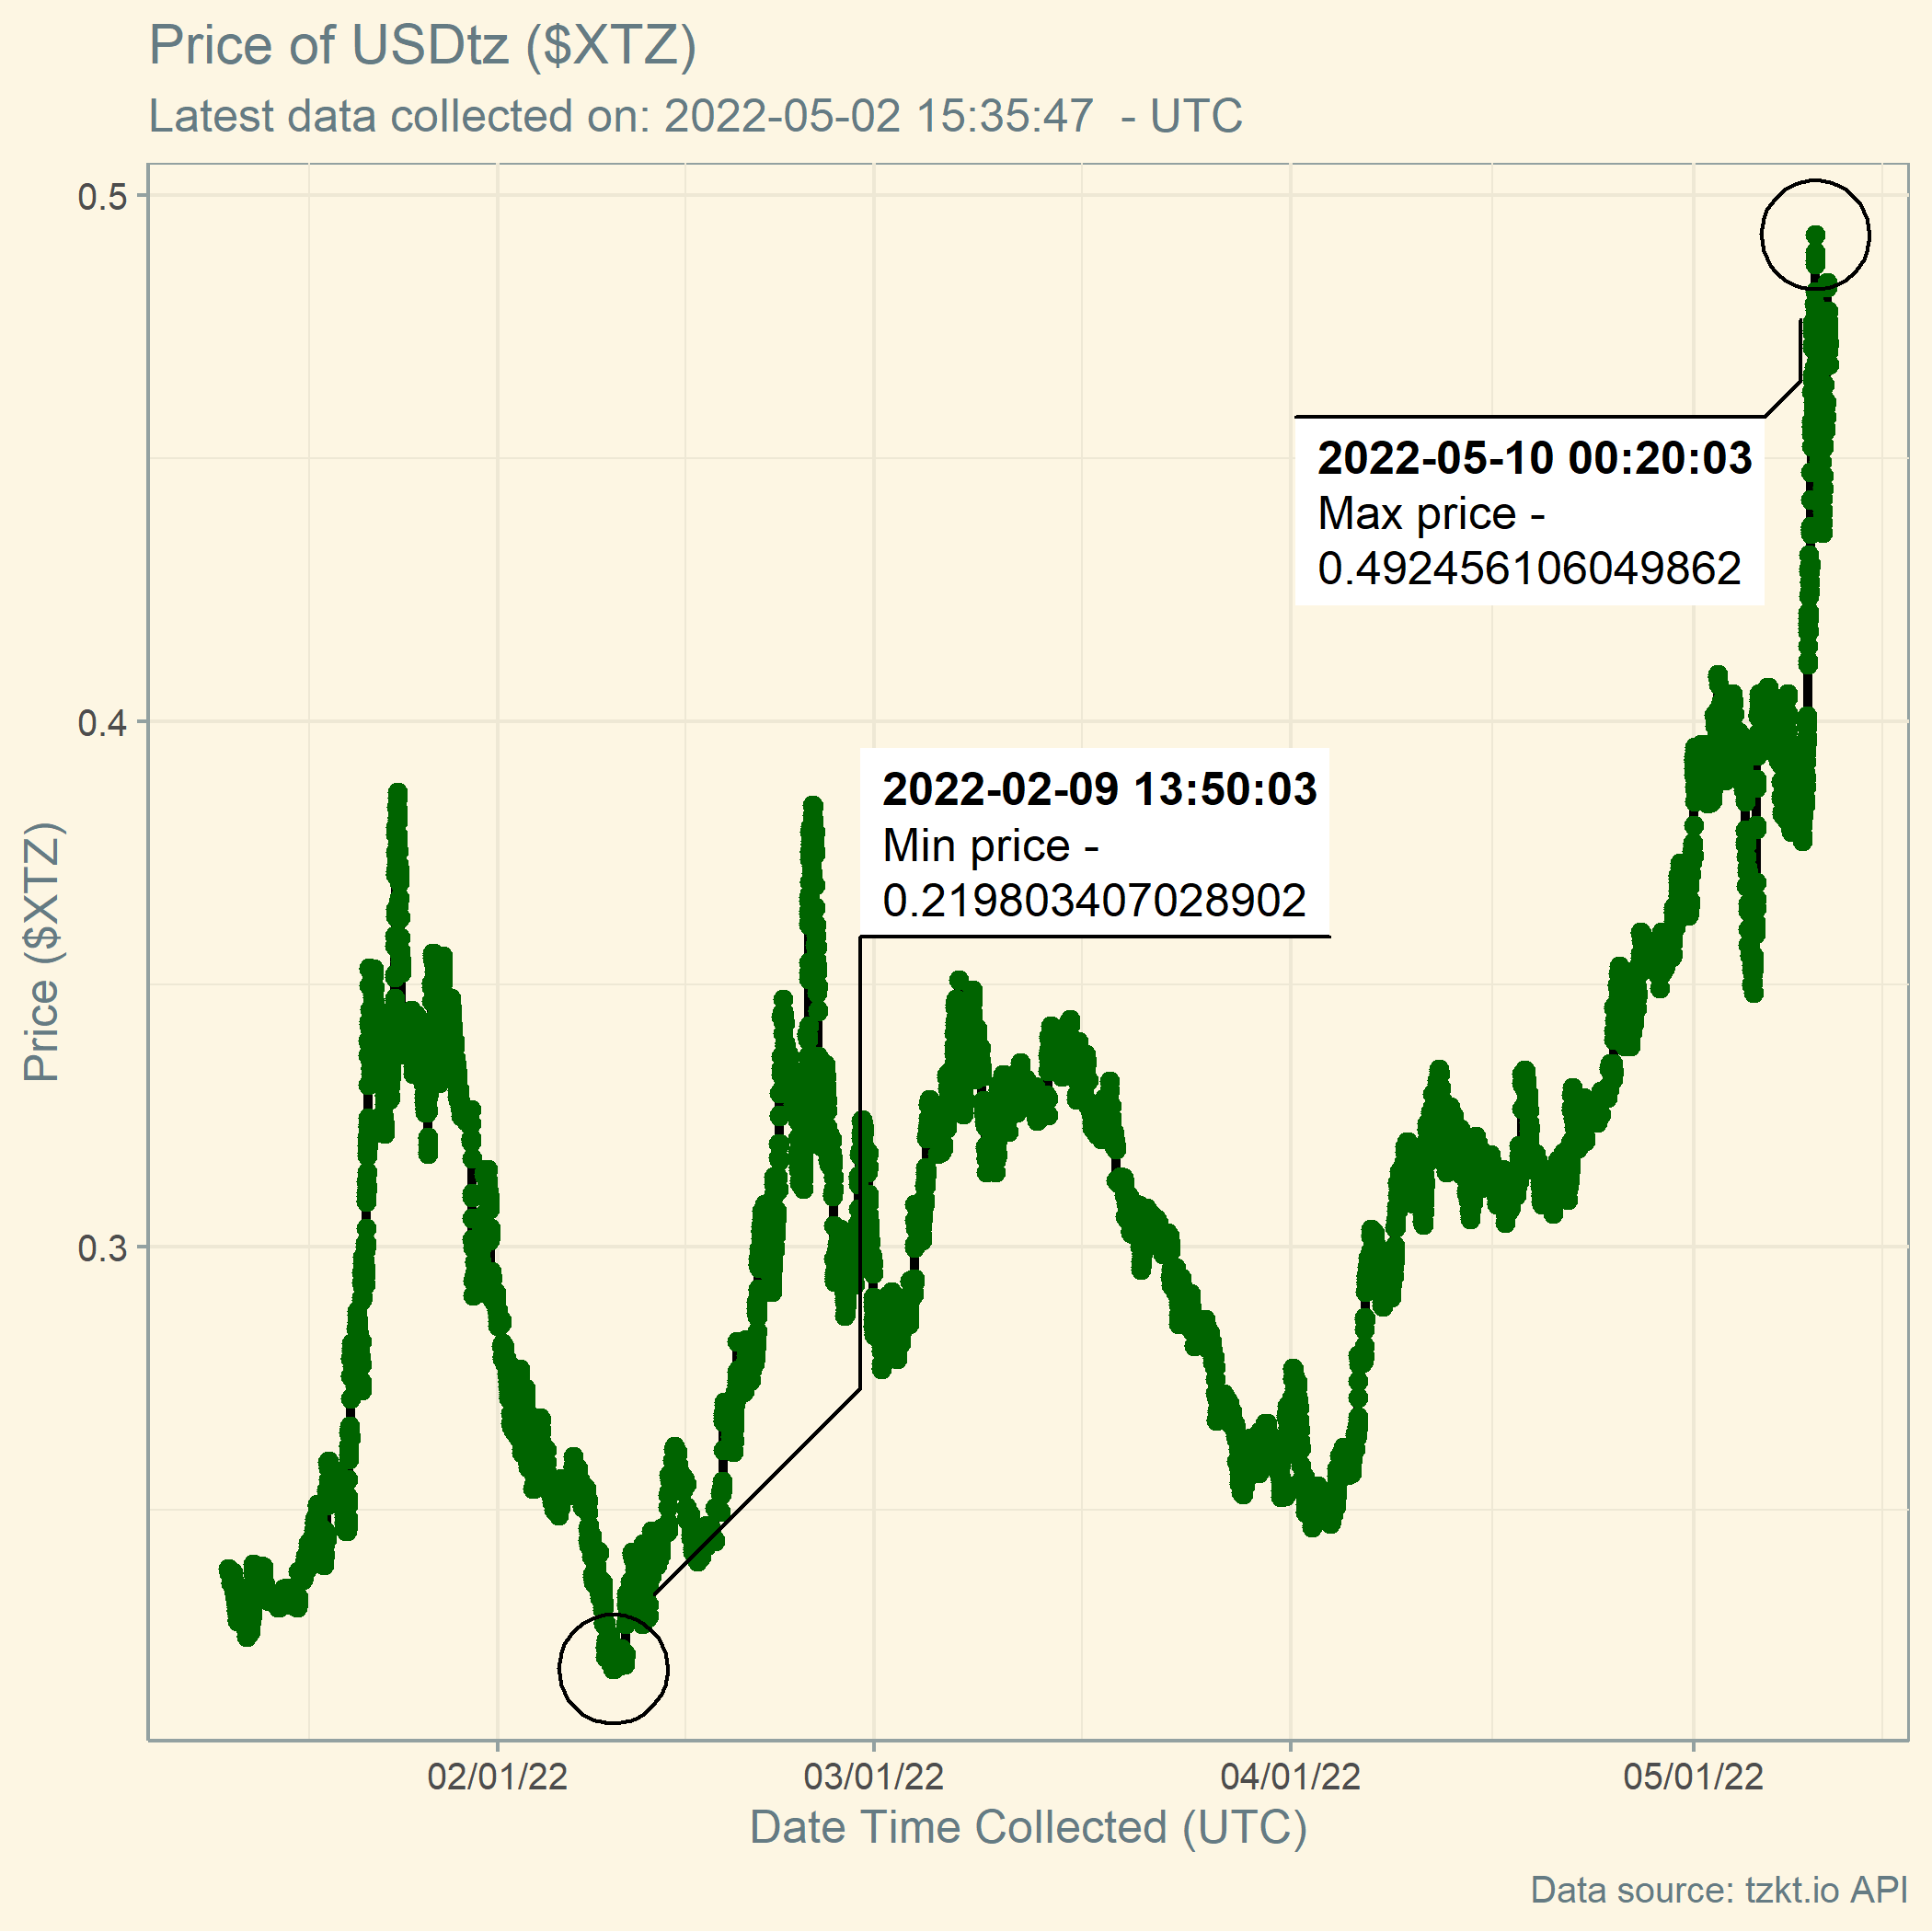 Price of USDtz ($XTZ)
Latest data collected on: 2022-05-02 15:35:47  - UTC
0.5
0.4
0.3
Price ($XTZ)
2022-05-10 00:20:03
Max price -
0.492456106049862
2022-02-09 13:50:03
Min price -
0.219803407028902
02/01/22
03/01/22
04/01/22
05/01/22
Date Time Collected (UTC)
Data source: tzkt.io API